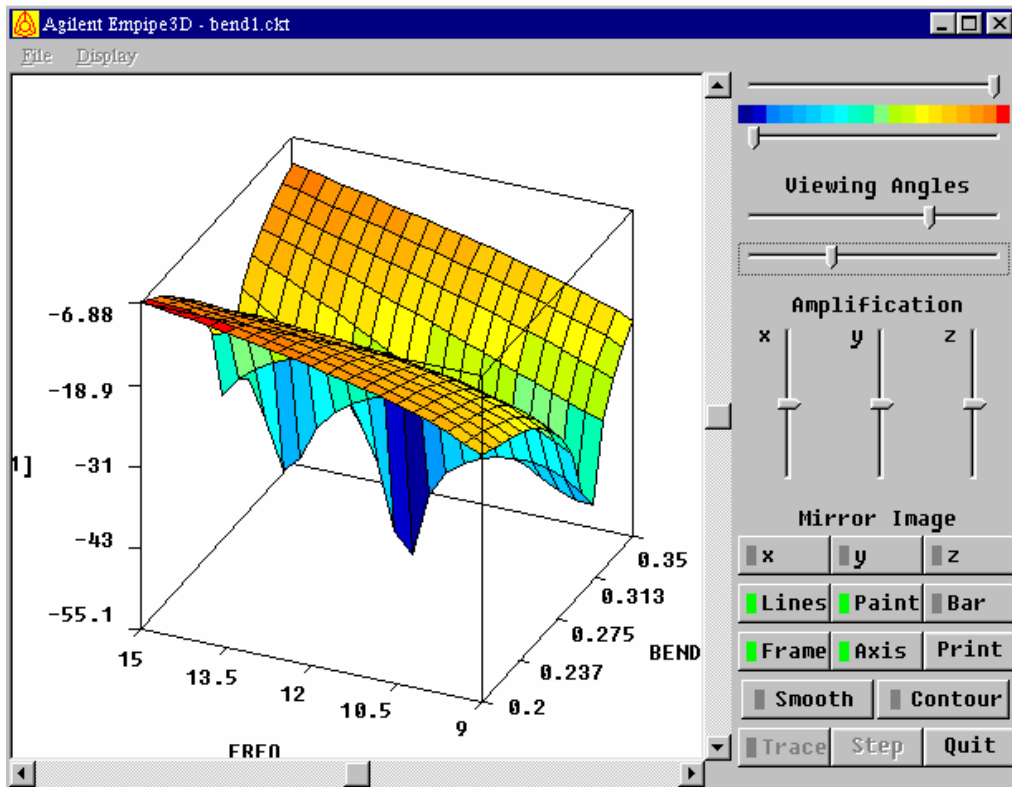 Agilent Empipe3D - bend1.ckt
File Display
Viewing Angles
Amplification
x y z
-6.88
-18.9
1] -31
-43
-55.1
15
13.5
12
10.5
9
FREQ
0.35
0.313
0.275
0.237
0.2
BEND
Mirror Image
x y z
Lines Paint Bar
Frame Axis Print
Smooth Contour
Trace Step Quit